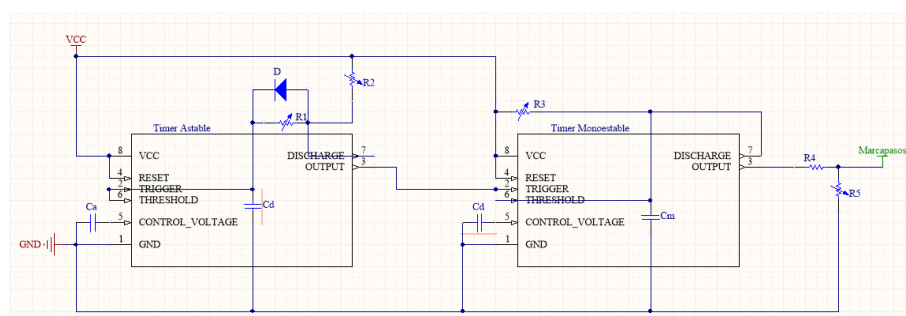 VCC
D
R2
R1
R3
Timer Astable
Timer Monoestable
8 VCC DISCHARGE 7
OUTPUT 3
4 RESET
2 TRIGGER
6 THRESHOLD
5 CONTROL_VOLTAGE
1 GND
Ca
Cd
GND
8 VCC DISCHARGE 7
OUTPUT 3
4 RESET
2 TRIGGER
6 THRESHOLD
5 CONTROL_VOLTAGE
1 GND
Cd
Cm
R4
Marcapasos
R5